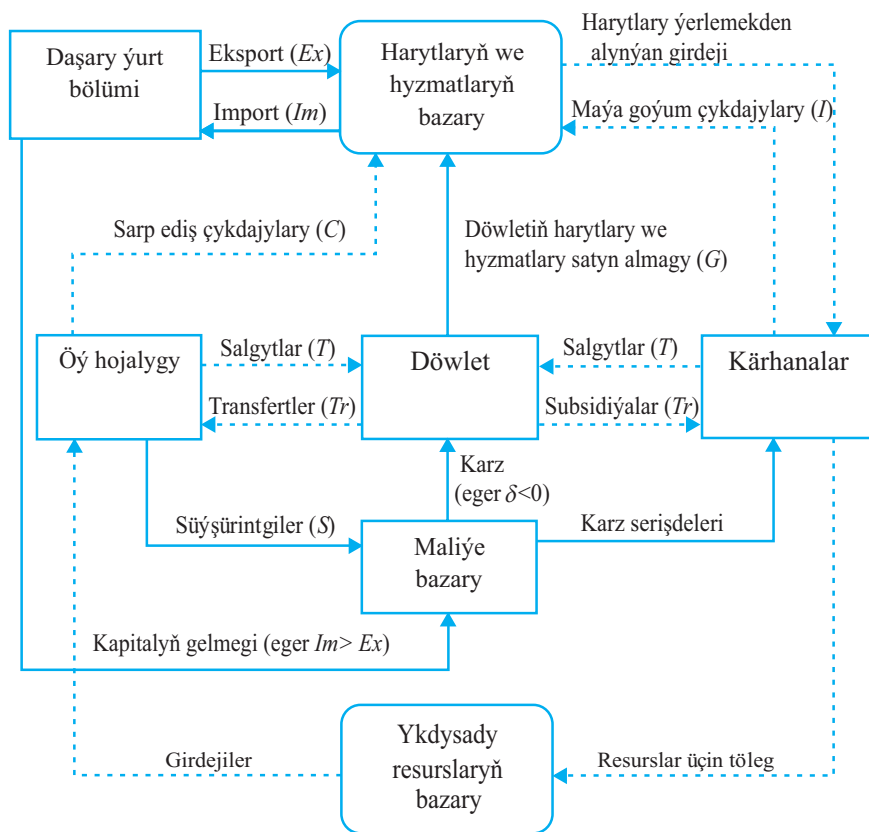 Daşary ýurt
bölümi
Eksport (Ex)
Import (Im)
Harytlaryň we
hyzmatlaryň
bazary
Harytlary ýerlemekden
alynýan girdeji
Maýa goýum çykdajylary (I)
Sarp ediş çykdajylary (C)
Döwletiň harytlary we
hyzmatlary satyn almagy (G)
Öý hojalygy
Salgytlar (T)
Transfertler (Tr)
Döwlet
Salgytlar (T)
Subsidiýalar (Tr)
Kärhanalar
Karz
(eger δ<0)
Süýşürintgiler (S)
Maliýe
bazary
Karz serişdeleri
Kapitalyň gelmegi (eger Im> Ex)
Girdejiler
Ykdysady
resurslaryň
bazary
Resurslar üçin töleg